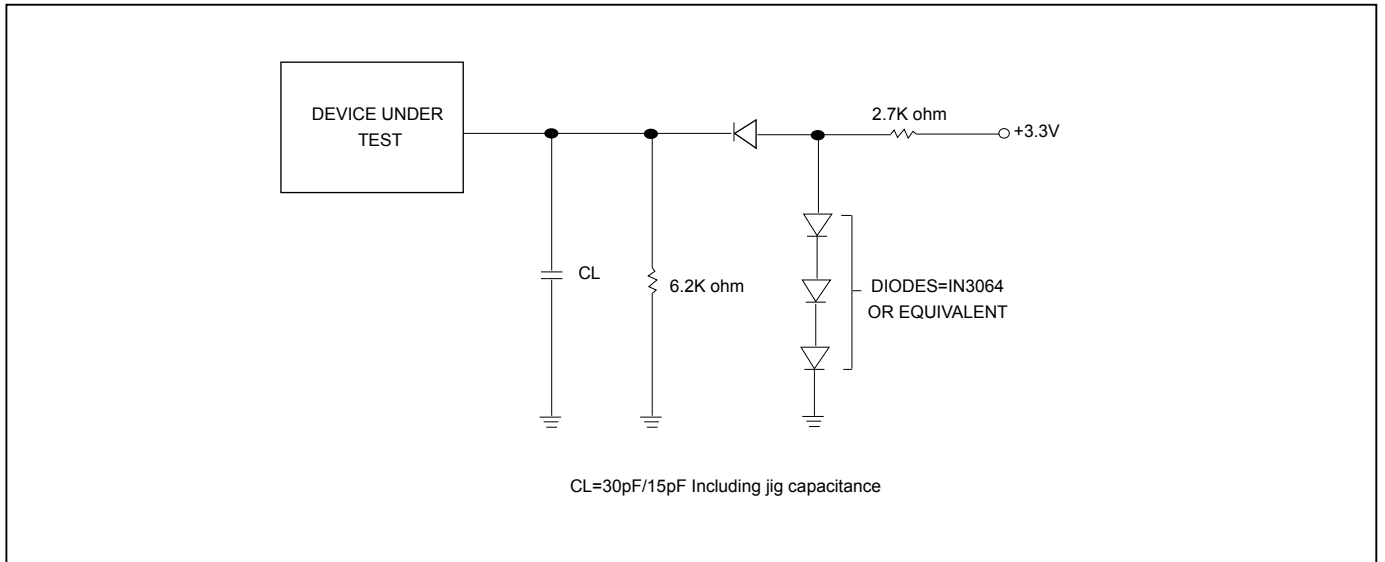 DEVICE UNDER
TEST
2.7K ohm
+3.3V
CL
6.2K ohm
DIODES=IN3064
OR EQUIVALENT
CL=30pF/15pF Including jig capacitance